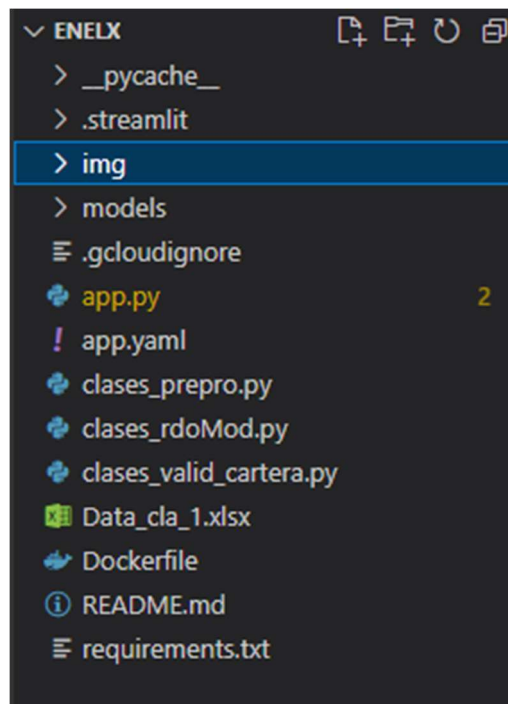 ENELX
__pycache__
.streamlit
img
models
.gcloudignore
app.py 2
app.yaml
clases_prepro.py
clases_rdoMod.py
clases_valid_cartera.py
Data_cla_1.xlsx
Dockerfile
README.md
requirements.txt